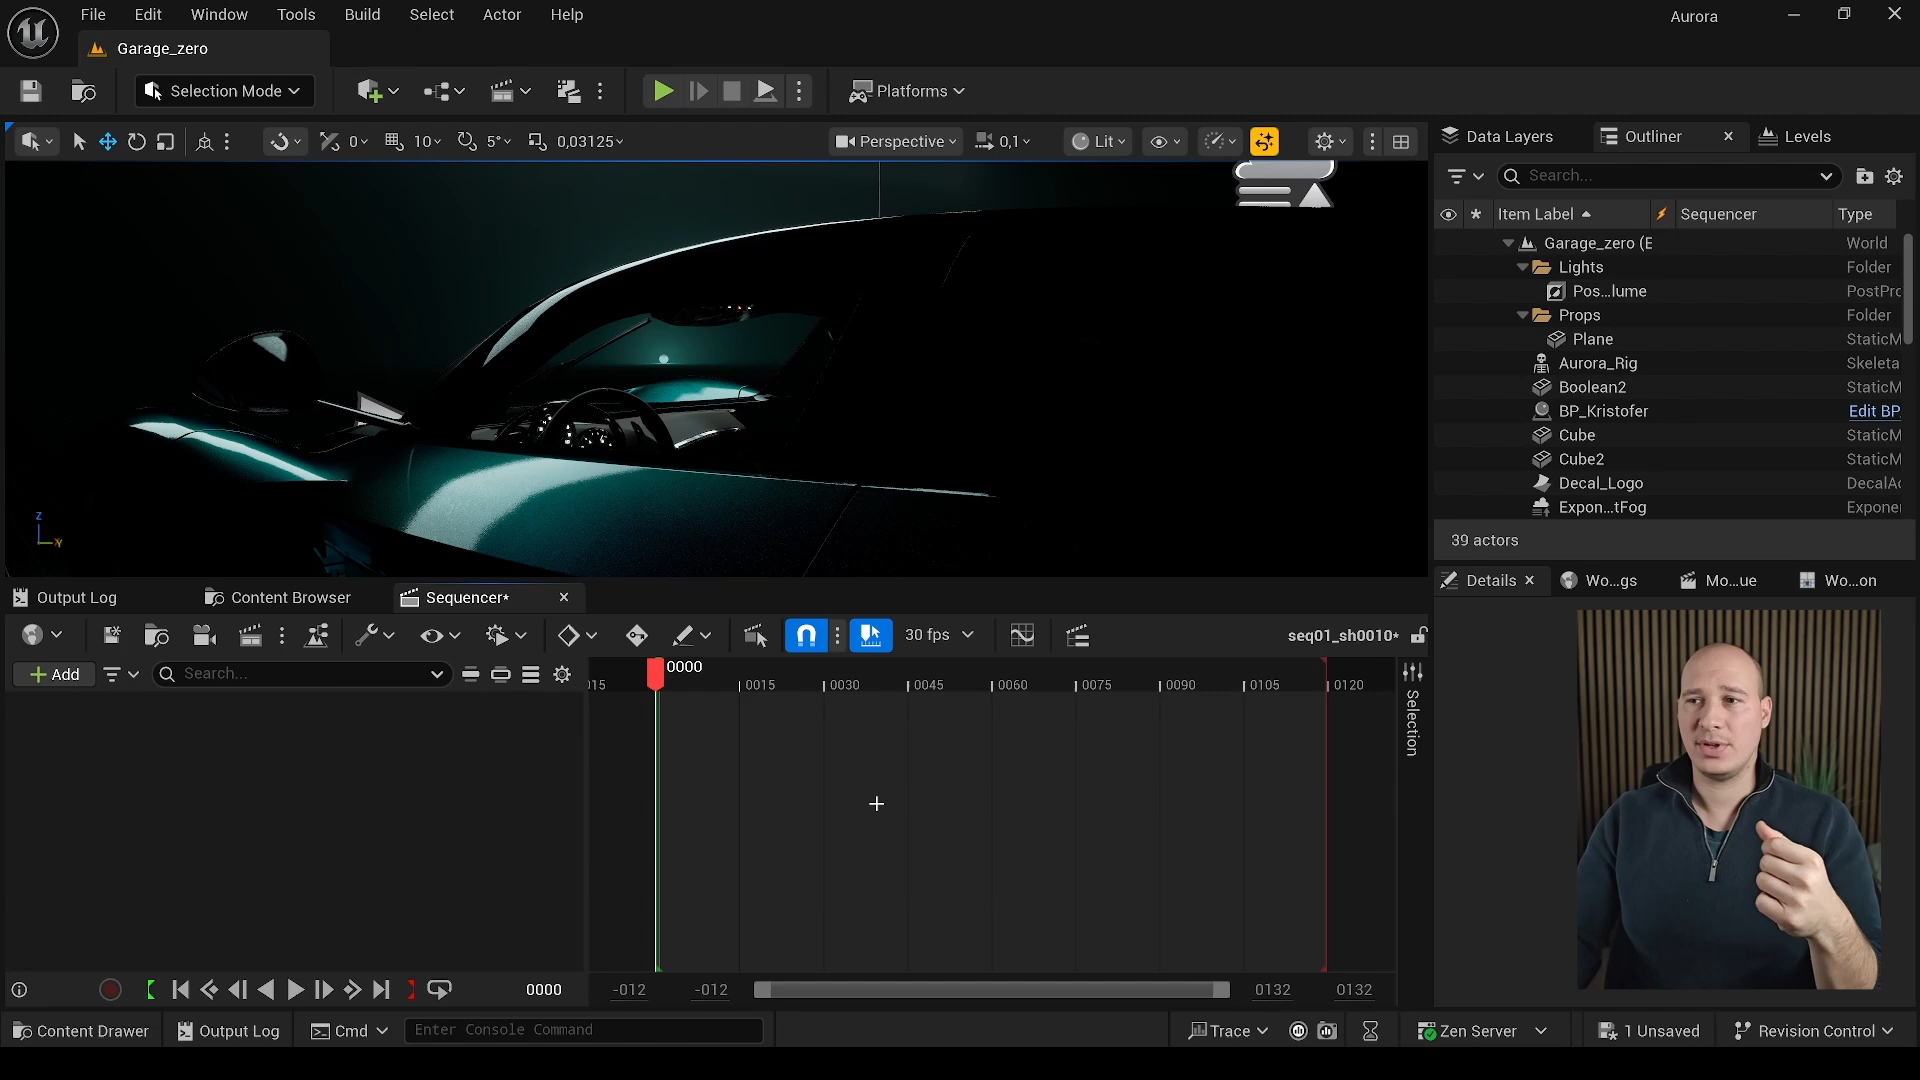 File Edit Window Tools Build Select Actor Help
Aurora
Garage_zero
Selection Mode
Platforms
0
10
5°
0,03125
Perspective
0,1
Lit
Data Layers
Outliner
Levels
Search...
Item Label
Sequencer
Type
Garage_zero (E
World
Lights
Folder
Pos...lume
PostPro
Props
Folder
Plane
StaticM
Aurora_Rig
Skeleta
Boolean2
StaticM
BP_Kristofer
Edit BP_
Cube
StaticM
Cube2
StaticM
Decal_Logo
DecalAc
Expon...tFog
Exponen
39 actors
Z
Y
Output Log
Content Browser
Sequencer*
Details
Wo...gs
Mo...ue
Wo...on
30 fps
seq01_sh0010*
Add
Search...
0000
015
0015
0030
0045
0060
0075
0090
0105
0120
Selection
0000
-012
-012
0132
0132
Content Drawer
Output Log
Cmd
Enter Console Command
Trace
Zen Server
1 Unsaved
Revision Control